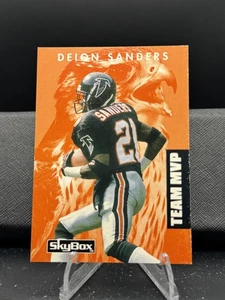 DEION SANDERS
SANDERS
21
TEAM MVP
SkyBox